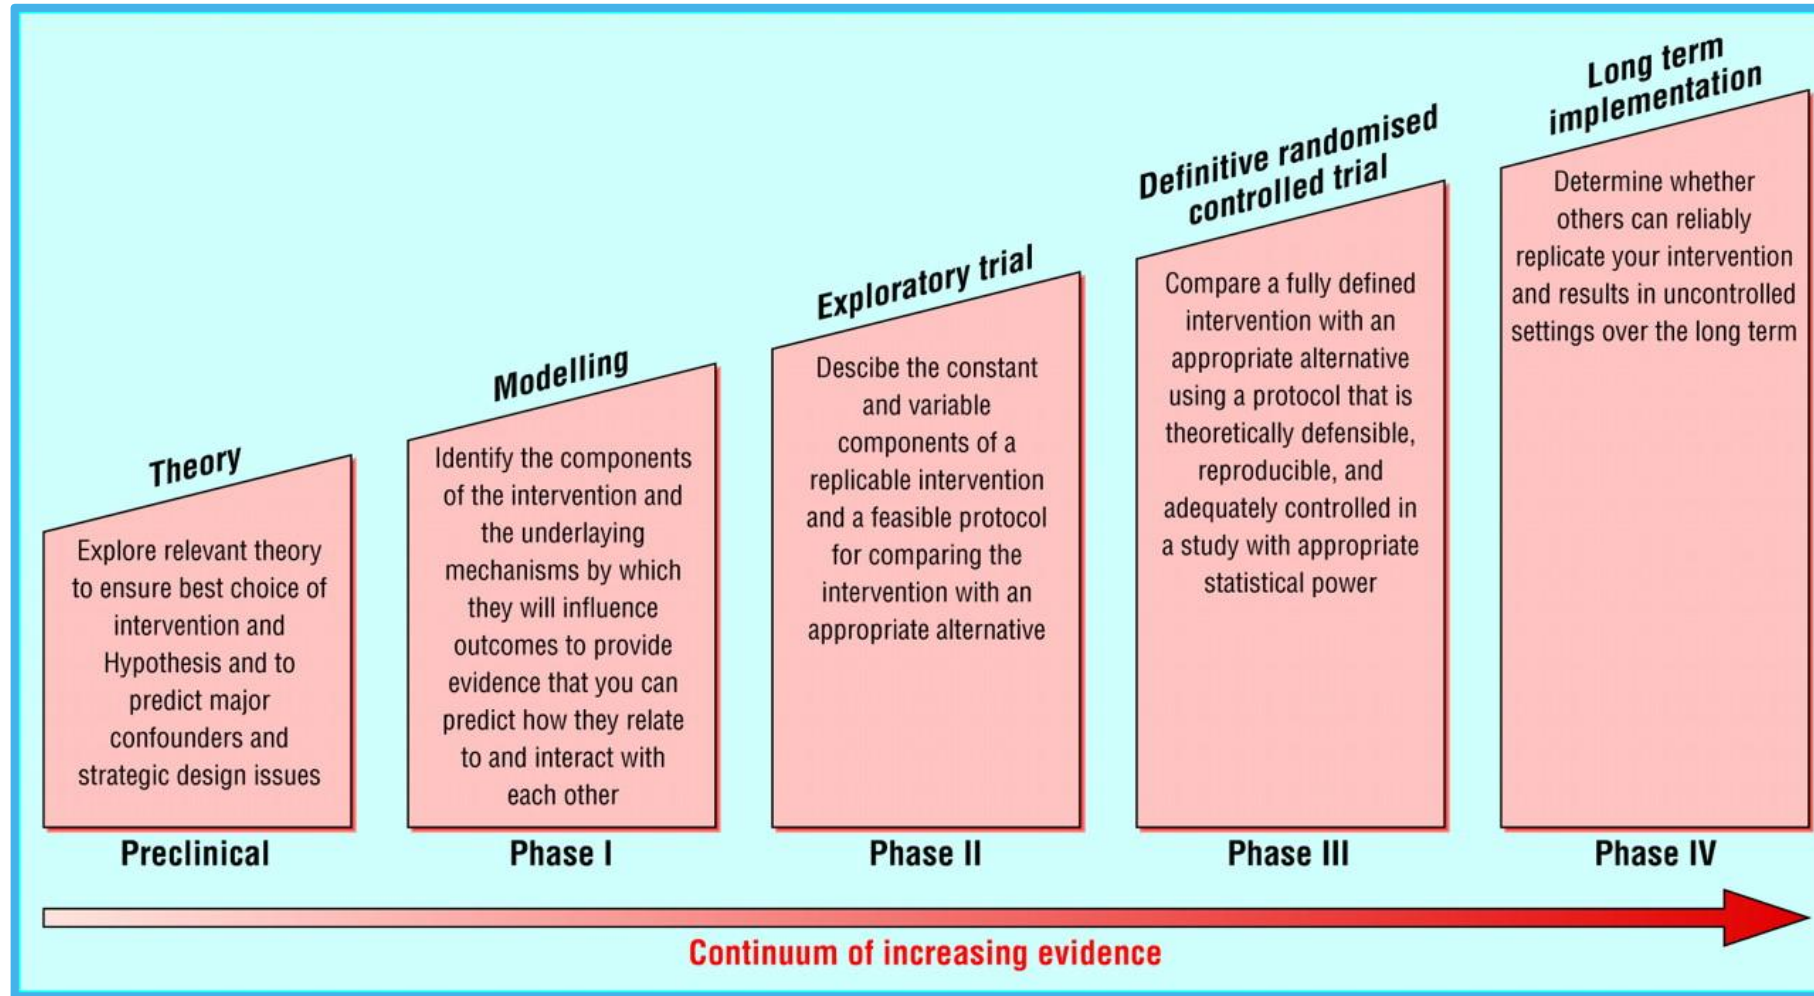 Theory
Explore relevant theory
to ensure best choice of
intervention and
Hypothesis and to
predict major
confounders and
strategic design issues
Preclinical
Modelling
Identify the components
of the intervention and
the underlaying
mechanisms by which
they will influence
outcomes to provide
evidence that you can
predict how they relate
to and interact with
each other
Phase I
Exploratory trial
Descibe the constant
and variable
components of a
replicable intervention
and a feasible protocol
for comparing the
intervention with an
appropriate alternative
Phase II
Definitive randomised
controlled trial
Compare a fully defined
intervention with an
appropriate alternative
using a protocol that is
theoretically defensible,
reproducible, and
adequately controlled in
a study with appropriate
statistical power
Phase III
Long term
implementation
Determine whether
others can reliably
replicate your intervention
and results in uncontrolled
settings over the long term
Phase IV
Continuum of increasing evidence